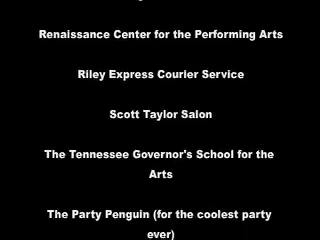 Renaissance Center for the Performing Arts
Riley Express Courier Service
Scott Taylor Salon
The Tennessee Governor's School for the
Arts
The Party Penguin (for the coolest party
ever)